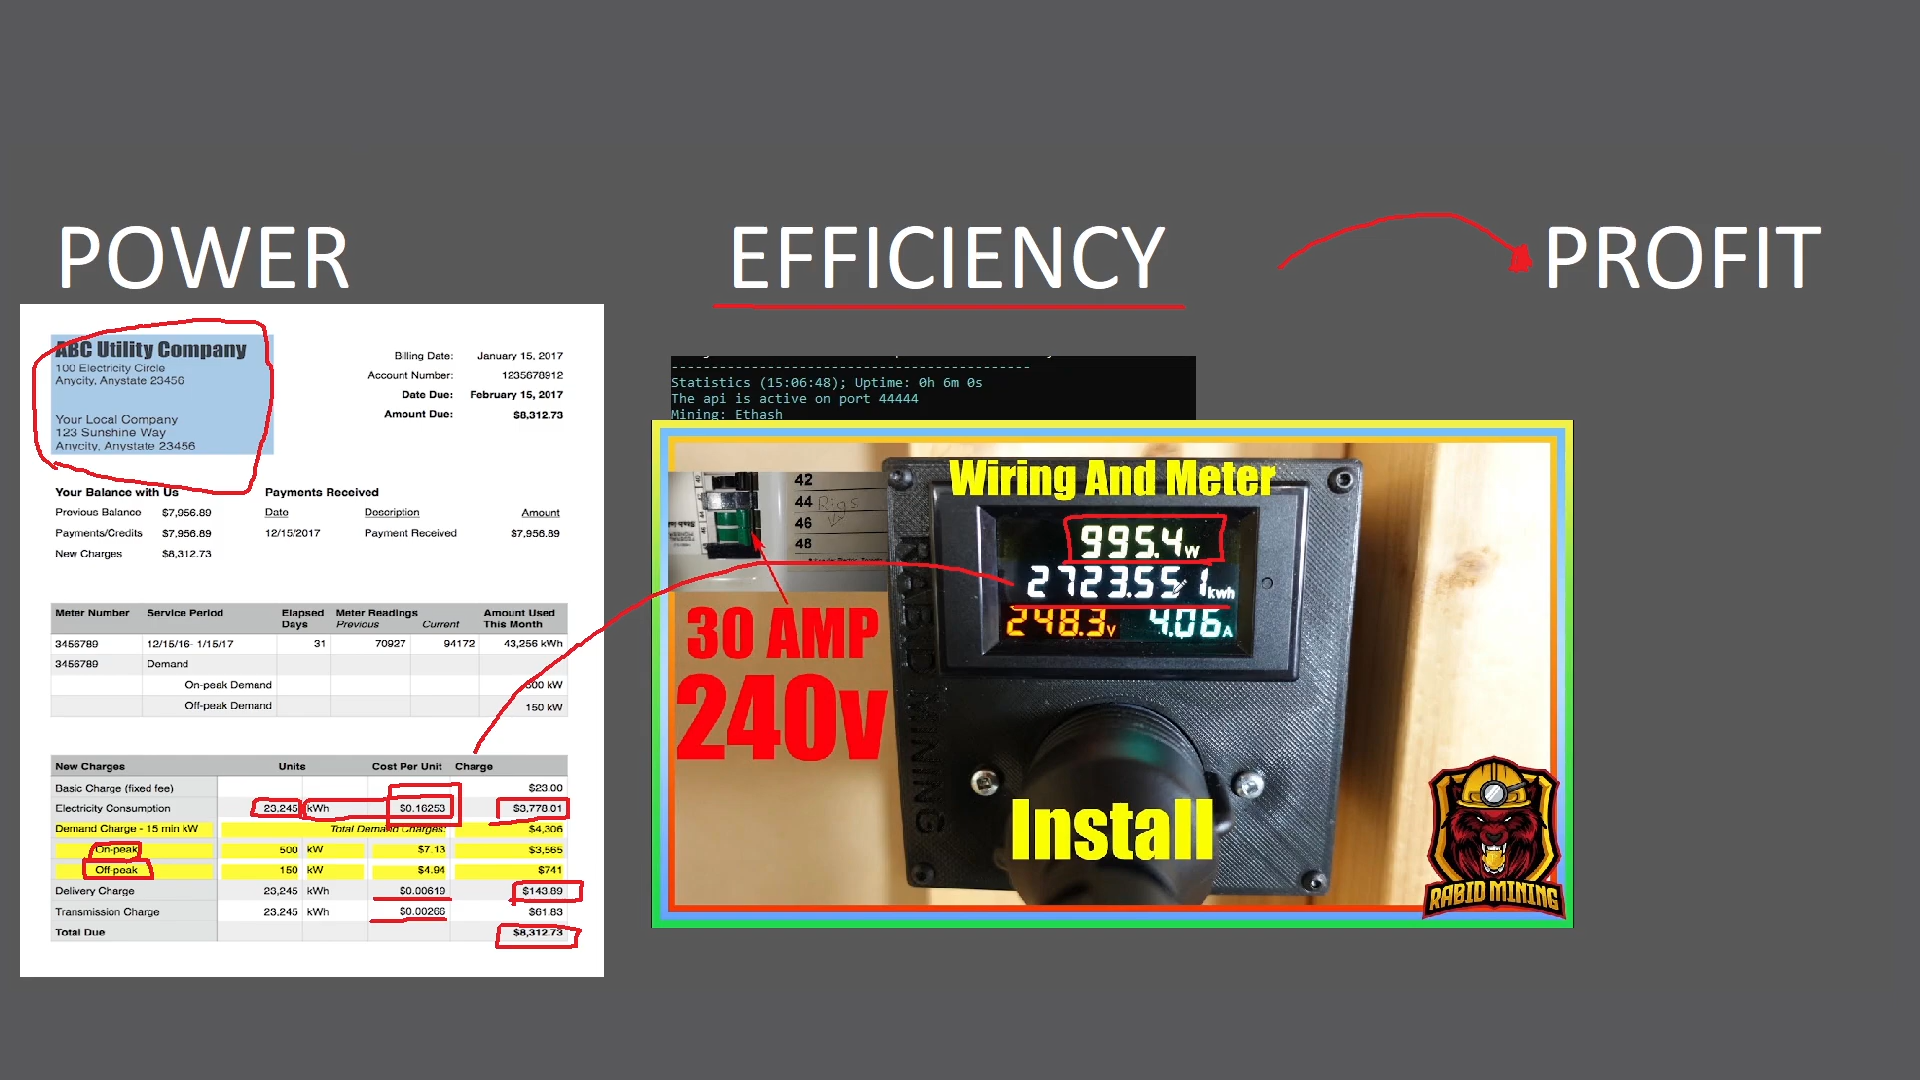 POWER
EFFICIENCY
PROFIT
ABC Utility Company
100 Electricity Circle
Anycity, Anystate 23456
Your Local Company
123 Sunshine Way
Anycity, Anystate 23456
Billing Date: January 15, 2017
Account Number: 1235678912
Date Due: February 15, 2017
Amount Due: $8,312.73
Your Balance with Us
Previous Balance $7,956.89
Payments/Credits $7,956.89
New Charges $8,312.73
Payments Received
Date Description Amount
12/15/2017 Payment Received $7,956.89
Meter Number Service Period Elapsed Days Meter Readings Previous Current Amount Used This Month
3456789 12/15/16- 1/15/17 31 70927 94172 43,256 kWh
3456789 Demand
On-peak Demand kW
Off-peak Demand 150 kW
New Charges Units Cost Per Unit Charge
Basic Charge (fixed fee) $23.00
Electricity Consumption 23,245 kWh $0.16253 $3,778.01
Demand Charge - 15 min kW Total Demand Charges: $4,306
On-peak 500 kW $7.13 $3,565
Off-peak 150 kW $4.94 $741
Delivery Charge 23,245 kWh $0.00619 $143.89
Transmission Charge 23,245 kWh $0.00266 $61.83
Total Due $8,312.73
Statistics (15:06:48); Uptime: 0h 6m 0s
The api is active on port 44444
Mining: Ethash
Wiring And Meter
42
44 Rigs
46
48
995.4W
2723.551kwh
248.3V 4.06A
30 AMP
240v
RABID MINING
Install
RABID MINING